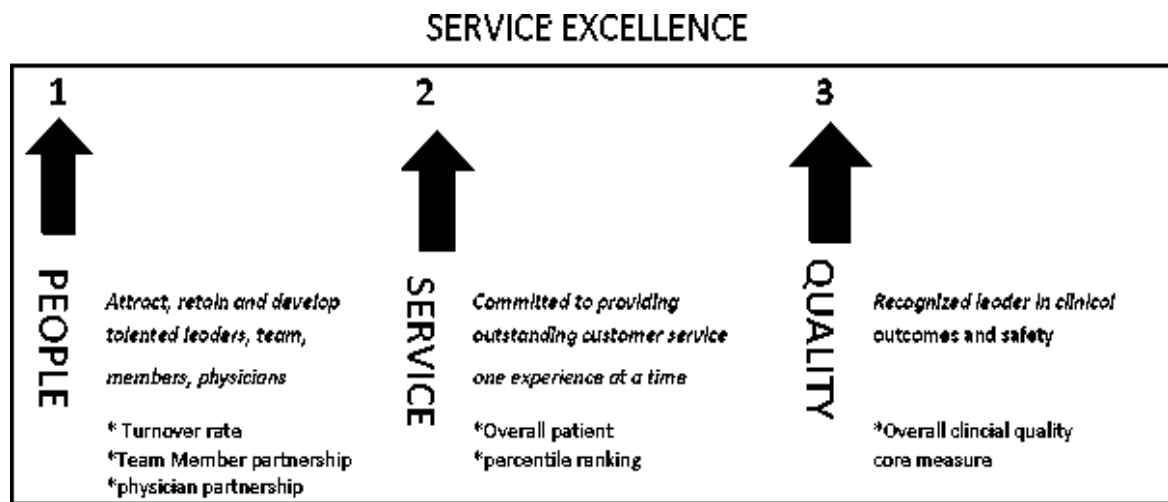 SERVICE EXCELLENCE
1
PEOPLE
Attract, retain and develop
talented leaders, team,
members, physicians
* Turnover rate
*Team Member partnership
*physician partnership
2
SERVICE
Committed to providing
outstanding customer service
one experience at a time
*Overall patient
*percentile ranking
3
QUALITY
Recognized leader in clinical
outcomes and safety
*Overall clincial quality
core measure